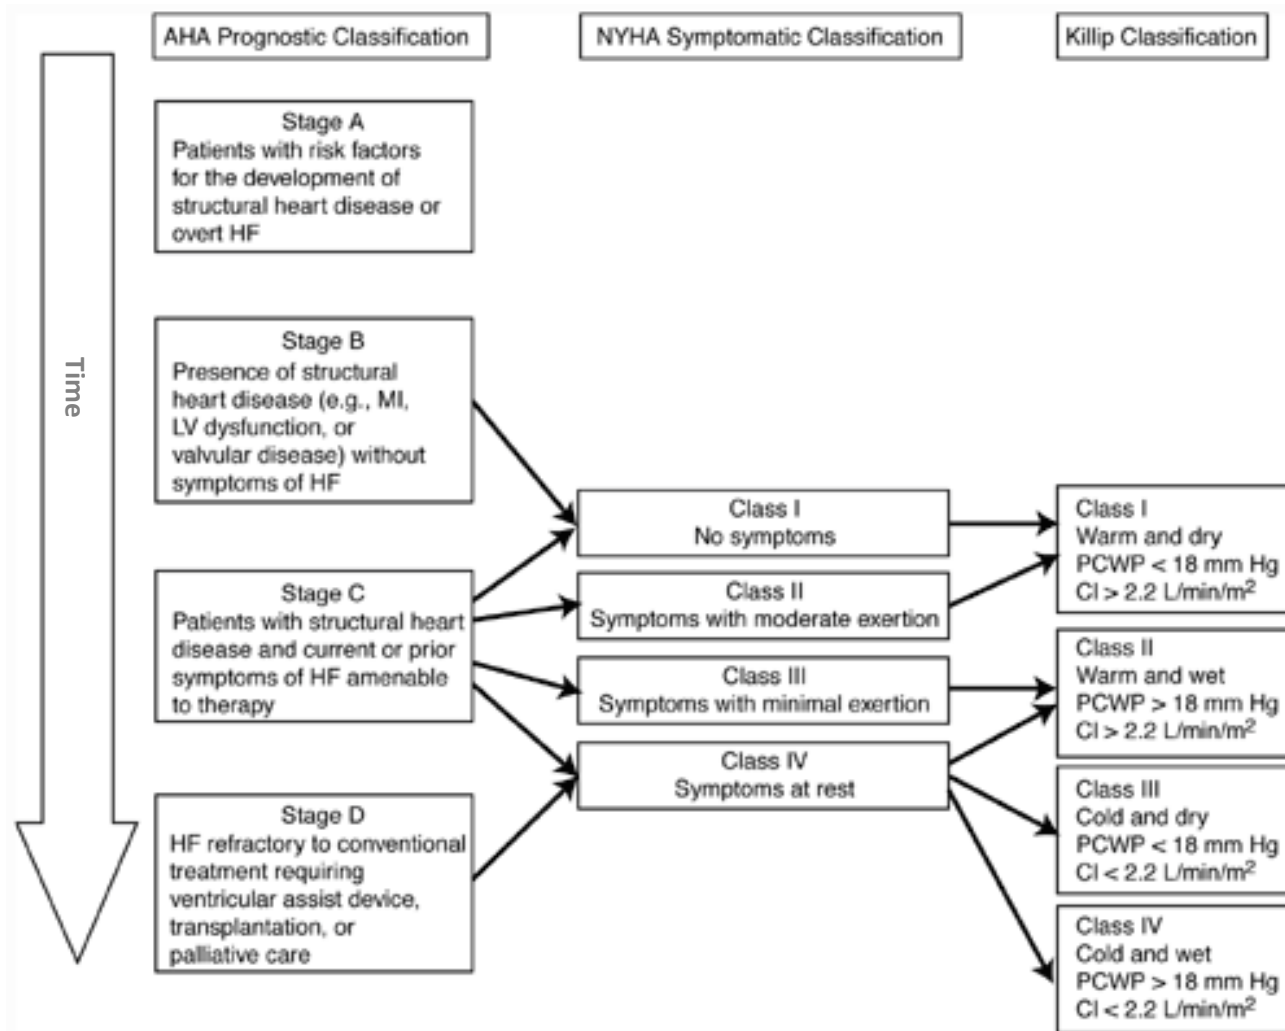 AHA Prognostic Classification
NYHA Symptomatic Classification
Killip Classification
Time
Stage A
Patients with risk factors
for the development of
structural heart disease or
overt HF
Stage B
Presence of structural
heart disease (e.g., MI,
LV dysfunction, or
valvular disease) without
symptoms of HF
Stage C
Patients with structural heart
disease and current or prior
symptoms of HF amenable
to therapy
Stage D
HF refractory to conventional
treatment requiring
ventricular assist device,
transplantation, or
palliative care
Class I
No symptoms
Class II
Symptoms with moderate exertion
Class III
Symptoms with minimal exertion
Class IV
Symptoms at rest
Class I
Warm and dry
PCWP < 18 mm Hg
CI > 2.2 L/min/m²
Class II
Warm and wet
PCWP > 18 mm Hg
CI > 2.2 L/min/m²
Class III
Cold and dry
PCWP < 18 mm Hg
CI < 2.2 L/min/m²
Class IV
Cold and wet
PCWP > 18 mm Hg
CI < 2.2 L/min/m²